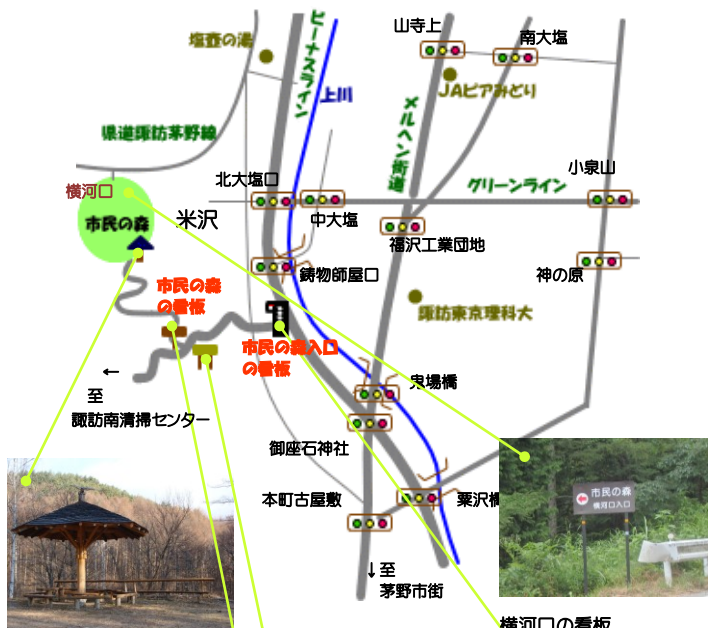 ビーナスライン
山寺上
南大塩
塩壺の湯
上川
JAピアみどり
メルヘン街道
県道諏訪茅野線
小泉山
横河口
北大塩口
グリーンライン
市民の森
米沢
中大塩
福沢工業団地
鋳物師屋口
神の原
市民の森
の看板
諏訪東京理科大
市民の森入口
の看板
←
至
諏訪南清掃センター
鬼場橋
御座石神社
本町古屋敷
粟沢橋
市民の森
横河口入口
↓至
茅野市街
横河口の看板